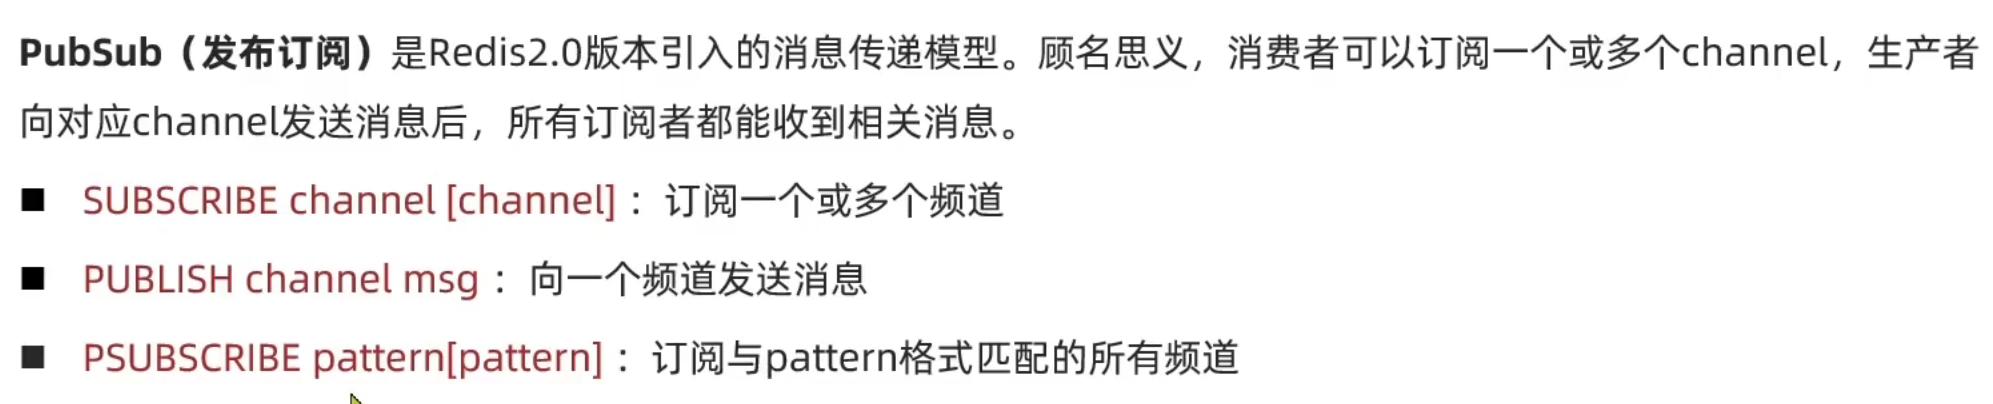 PubSub（发布订阅）是Redis2.0版本引入的消息传递模型。顾名思义，消费者可以订阅一个或多个channel，生产者
向对应channel发送消息后，所有订阅者都能收到相关消息。
■ SUBSCRIBE channel [channel] ：订阅一个或多个频道
■ PUBLISH channel msg ：向一个频道发送消息
■ PSUBSCRIBE pattern[pattern] ：订阅与pattern格式匹配的所有频道